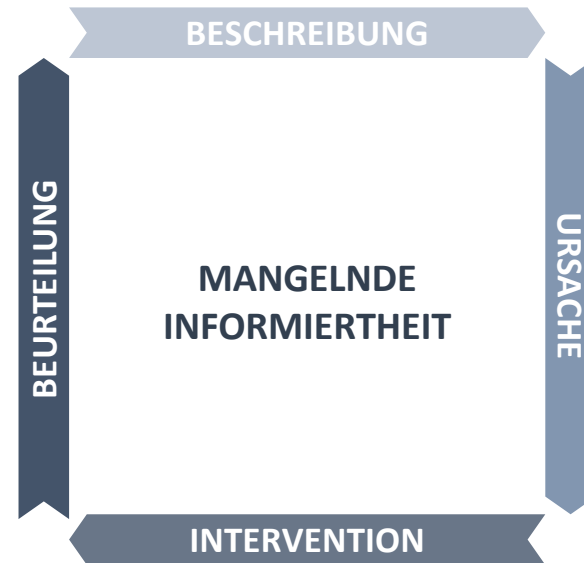 BESCHREIBUNG
URSACHE
BEURTEILUNG
MANGELNDE
INFORMIERTHEIT
INTERVENTION